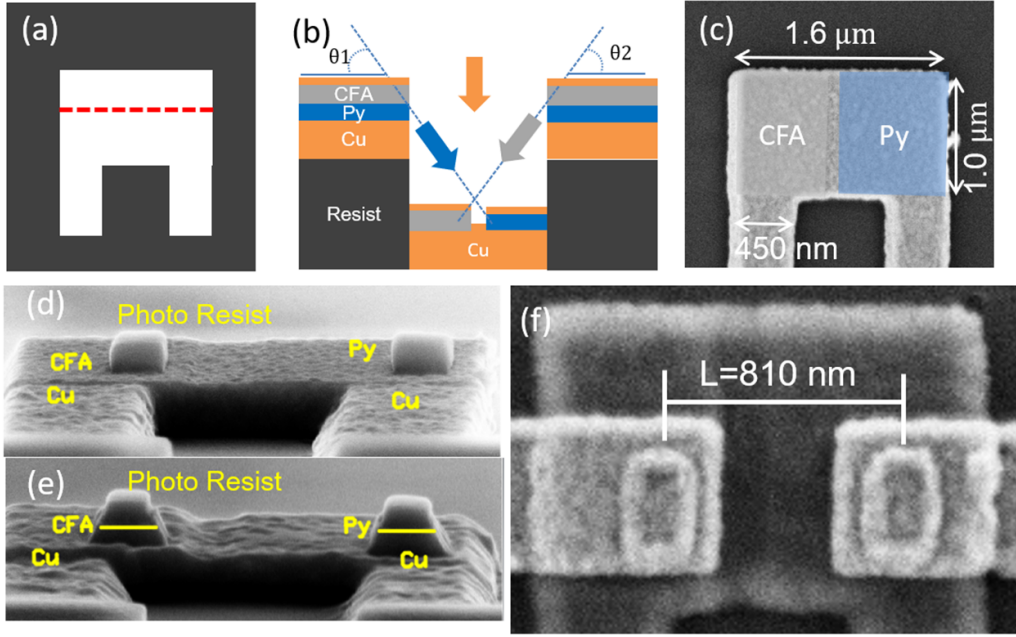 (a)
(b)
θ1
θ2
CFA
Py
Cu
Resist
Cu
(c)
1.6 μm
CFA
Py
1.0 μm
450 nm
(d)
Photo Resist
CFA
Py
Cu
Cu
(e)
Photo Resist
CFA
Py
Cu
Cu
(f)
L=810 nm